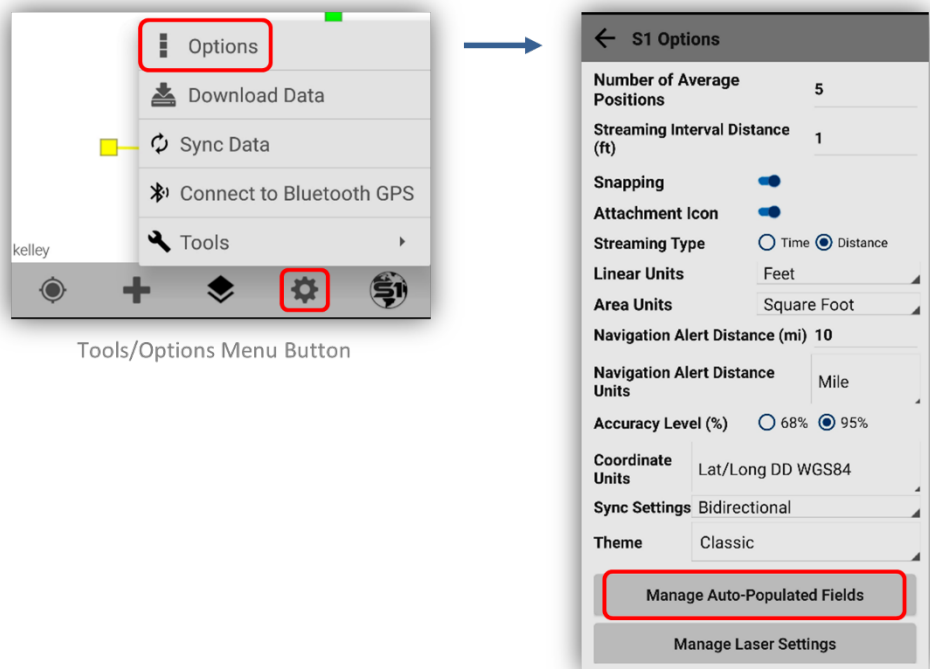 Options
Download Data
Sync Data
Connect to Bluetooth GPS
Tools
kelley
S1
Tools/Options Menu Button
S1 Options
Number of Average
Positions
5
Streaming Interval Distance
(ft)
1
Snapping
Attachment Icon
Streaming Type Time Distance
Linear Units Feet
Area Units Square Foot
Navigation Alert Distance (mi) 10
Navigation Alert Distance
Units
Mile
Accuracy Level (%) 68% 95%
Coordinate
Units
Lat/Long DD WGS84
Sync Settings Bidirectional
Theme Classic
Manage Auto-Populated Fields
Manage Laser Settings